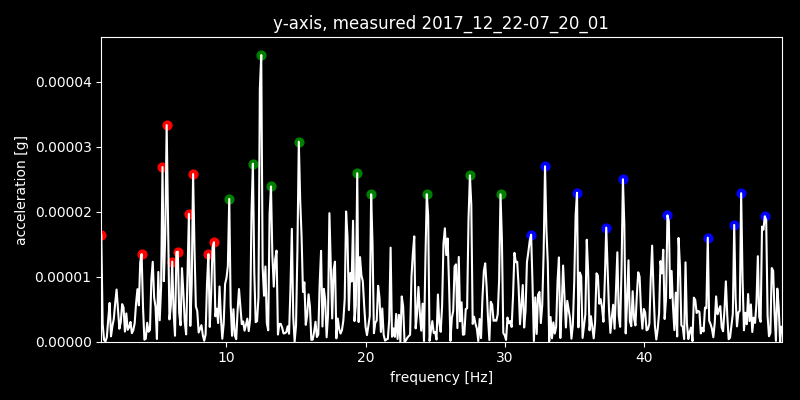 y-axis, measured 2017_12_22-07_20_01
0.00004
0.00003
0.00002
0.00001
0.00000
acceleration [g]
10 20 30 40
frequency [Hz]